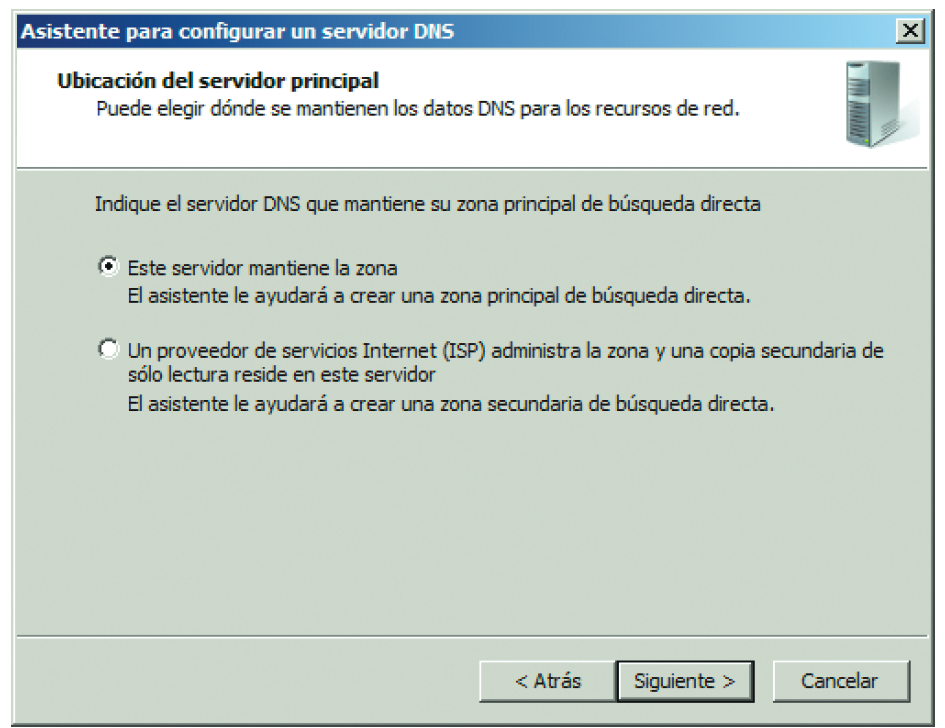 Asistente para configurar un servidor DNS
Ubicación del servidor principal
Puede elegir dónde se mantienen los datos DNS para los recursos de red.
Indique el servidor DNS que mantiene su zona principal de búsqueda directa
Este servidor mantiene la zona
El asistente le ayudará a crear una zona principal de búsqueda directa.
Un proveedor de servicios Internet (ISP) administra la zona y una copia secundaria de
sólo lectura reside en este servidor
El asistente le ayudará a crear una zona secundaria de búsqueda directa.
< Atrás Siguiente > Cancelar